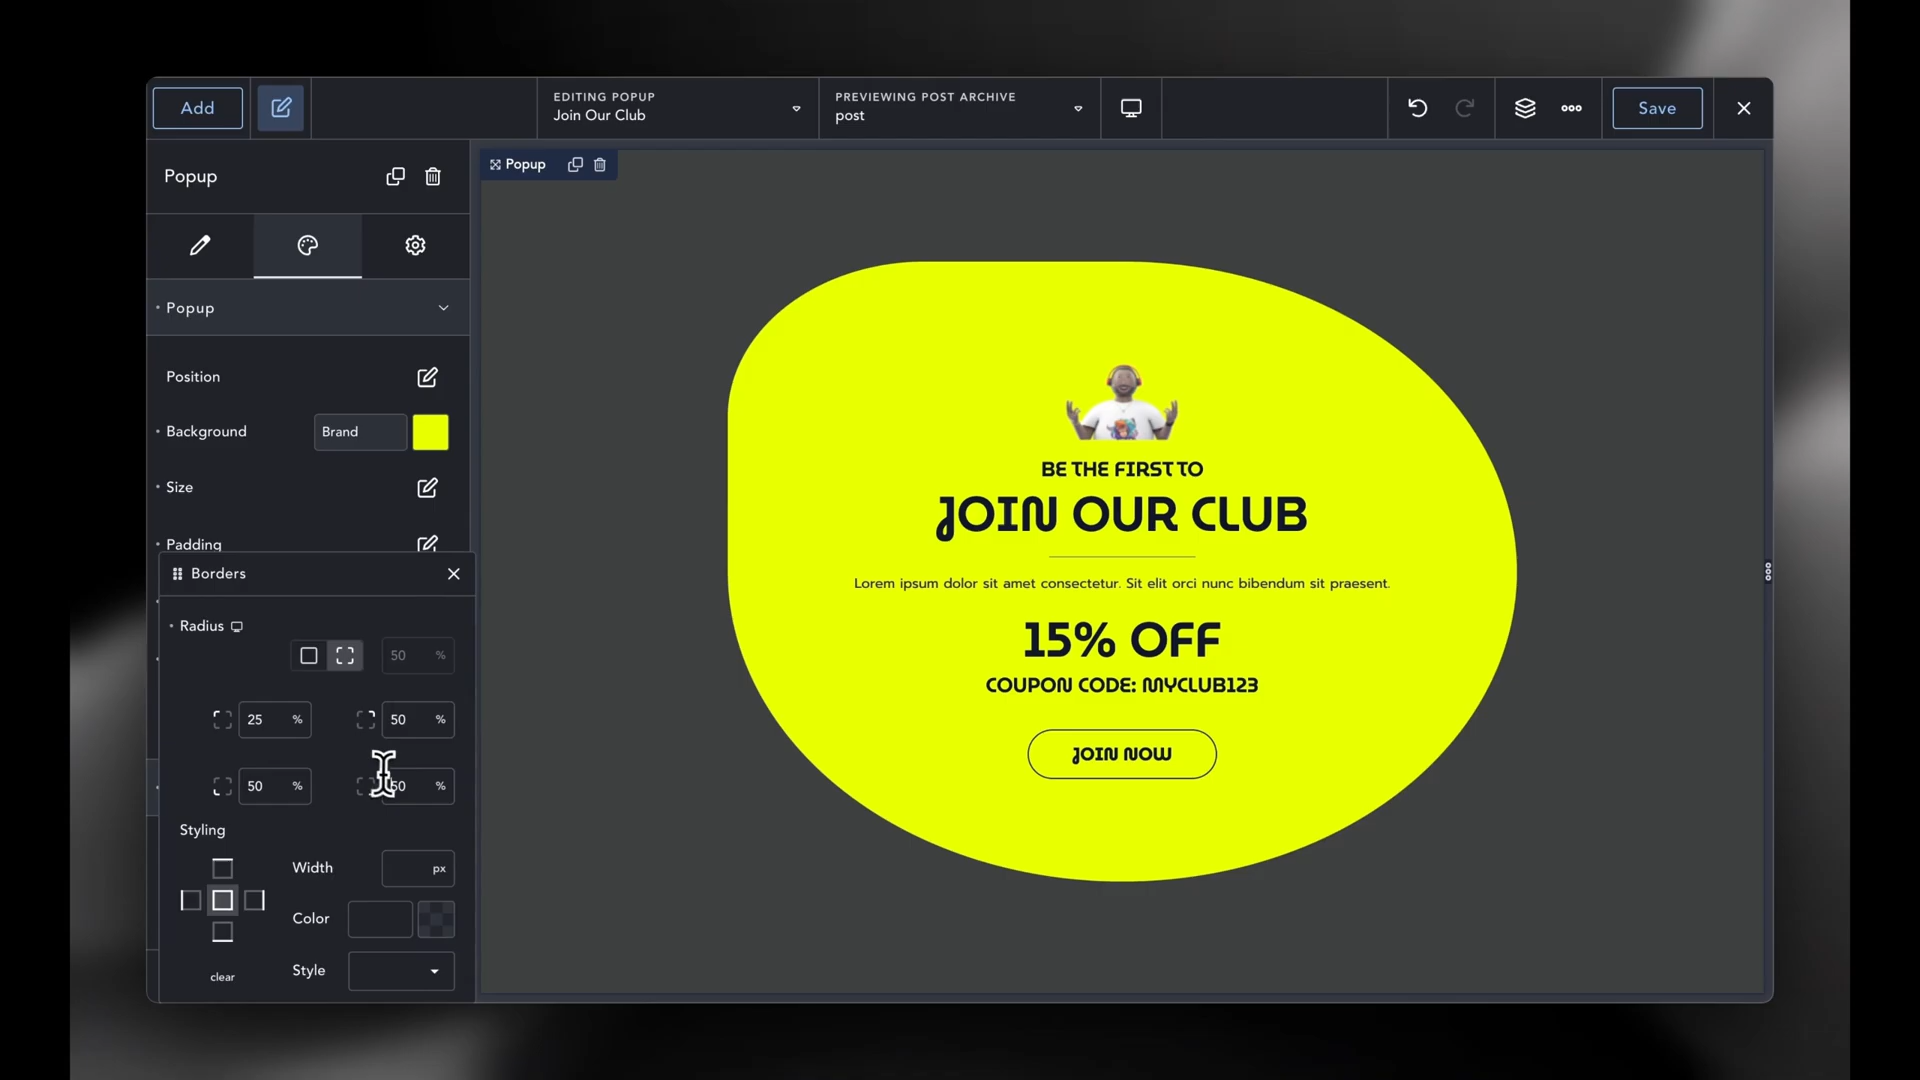 Add
EDITING POPUP
Join Our Club
PREVIEWING POST ARCHIVE
post
Save
Popup
Popup
Popup
Position
Background
Brand
Size
Padding
Borders
Radius
50 %
25 %
50 %
50 %
50 %
Styling
Width
px
Color
Style
clear
BE THE FIRST TO
JOIN OUR CLUB
Lorem ipsum dolor sit amet consectetur. Sit elit orci nunc bibendum sit praesent.
15% OFF
COUPON CODE: MYCLUB123
JOIN NOW